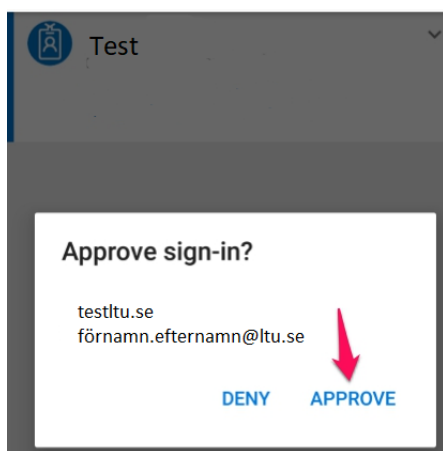 Test
Approve sign-in?
testltu.se
förnamn.efternamn@ltu.se
DENY APPROVE